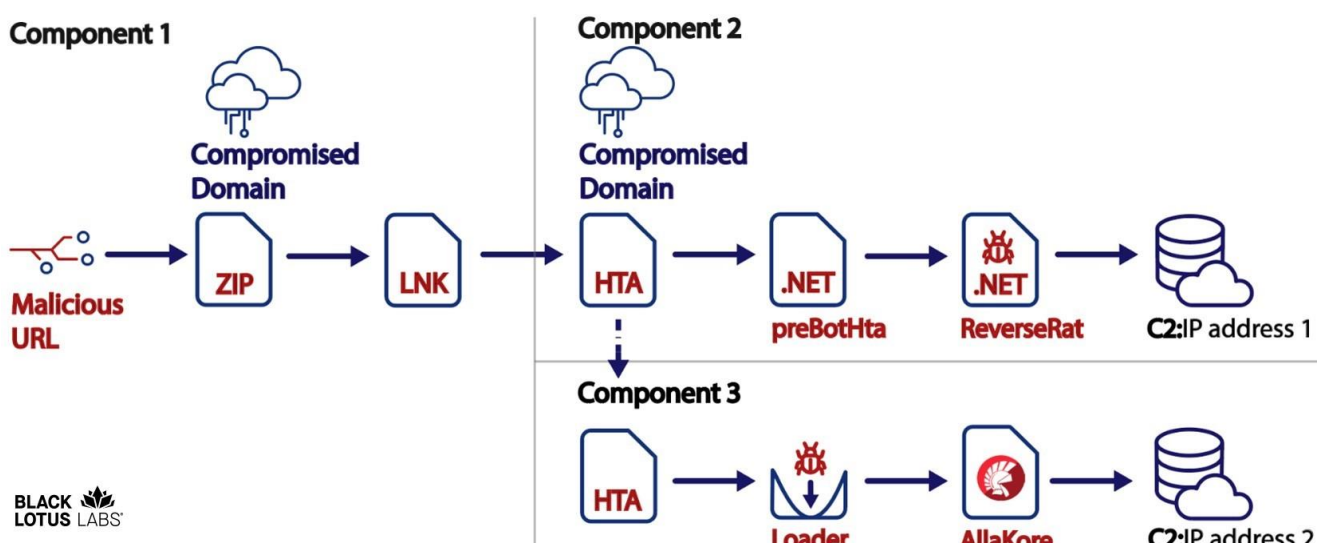 Component 1
Compromised
Domain
Malicious
URL
ZIP
LNK
Component 2
Compromised
Domain
HTA
.NET
preBotHta
.NET
ReverseRat
C2:IP address 1
Component 3
HTA
Loader
AllaKore
C2:IP address 2
BLACK
LOTUS LABS®